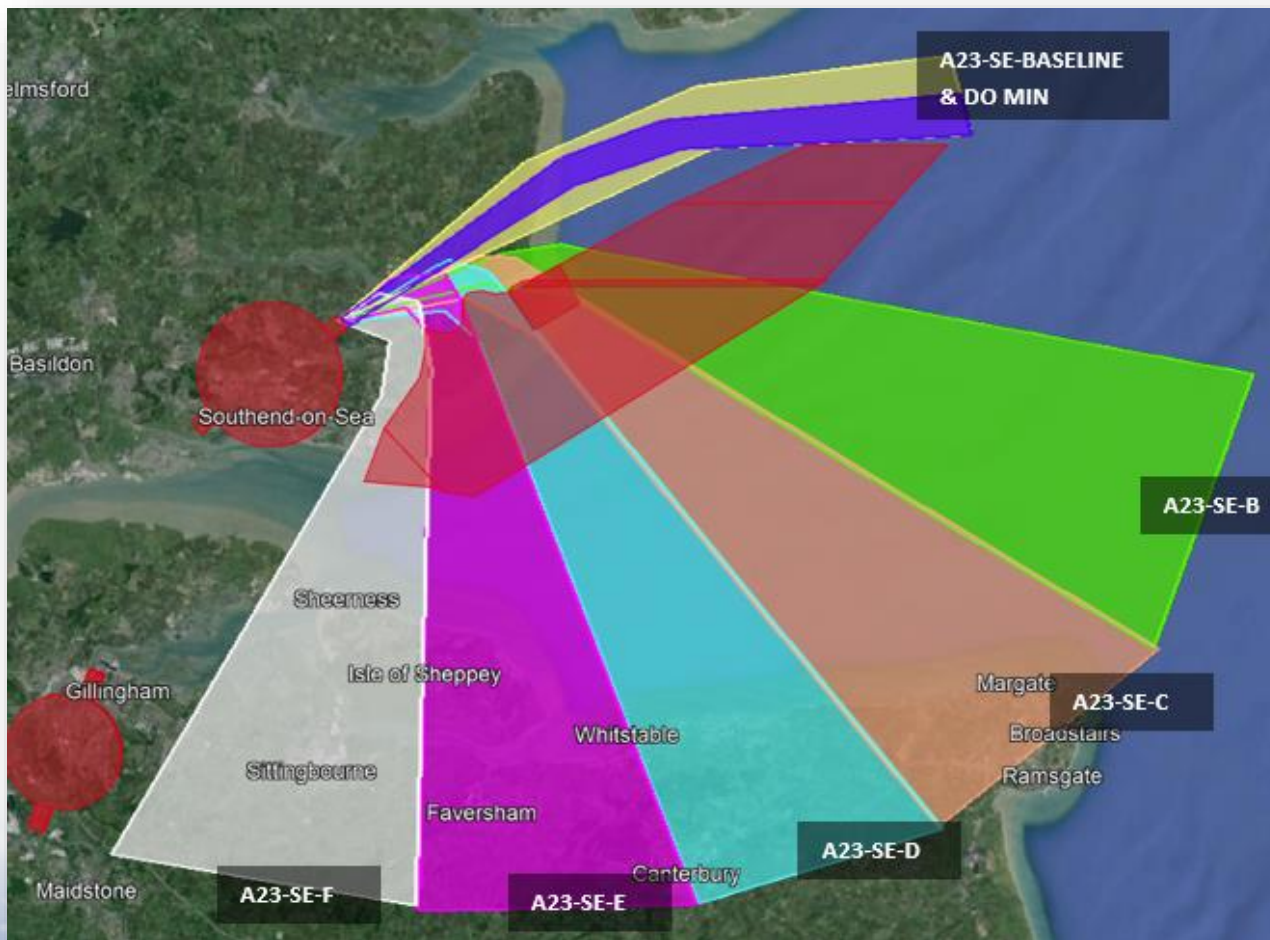 A23-SE-BASELINE
& DO MIN
elmsford
Basildon
Southend-on-Sea
A23-SE-B
Sheerness
Isle of Sheppey
Gillingham
Margate
A23-SE-C
Broadstairs
Whitstable
Sittingbourne
Ramsgate
Faversham
A23-SE-D
Canterbury
Maidstone
A23-SE-F
A23-SE-E